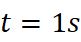 t = 1s